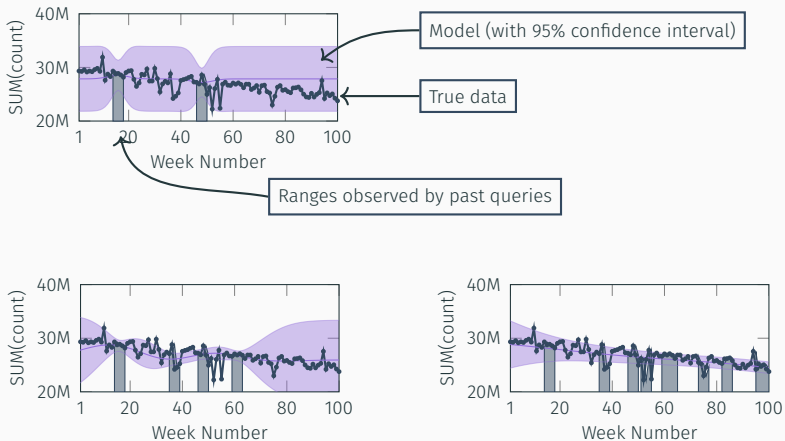 40M
Model (with 95% confidence interval)
SUM(count)
30M
True data
20M
1 20 40 60 80 100
Week Number
Ranges observed by past queries
40M
SUM(count)
30M
20M
1 20 40 60 80 100
Week Number
40M
SUM(count)
30M
20M
1 20 40 60 80 100
Week Number